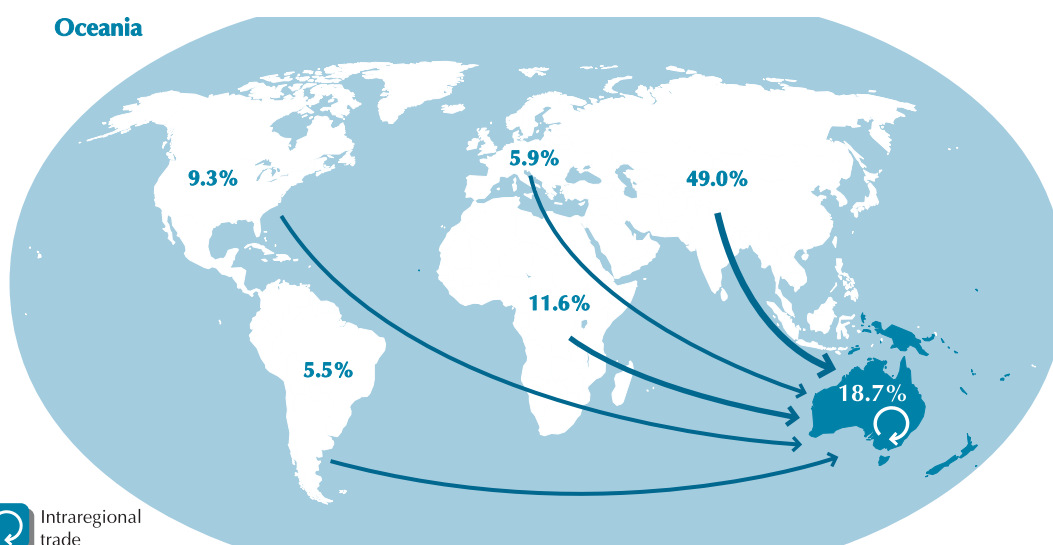 Oceania
5.9%
9.3%
49.0%
11.6%
5.5%
18.7%
Intraregional
trade